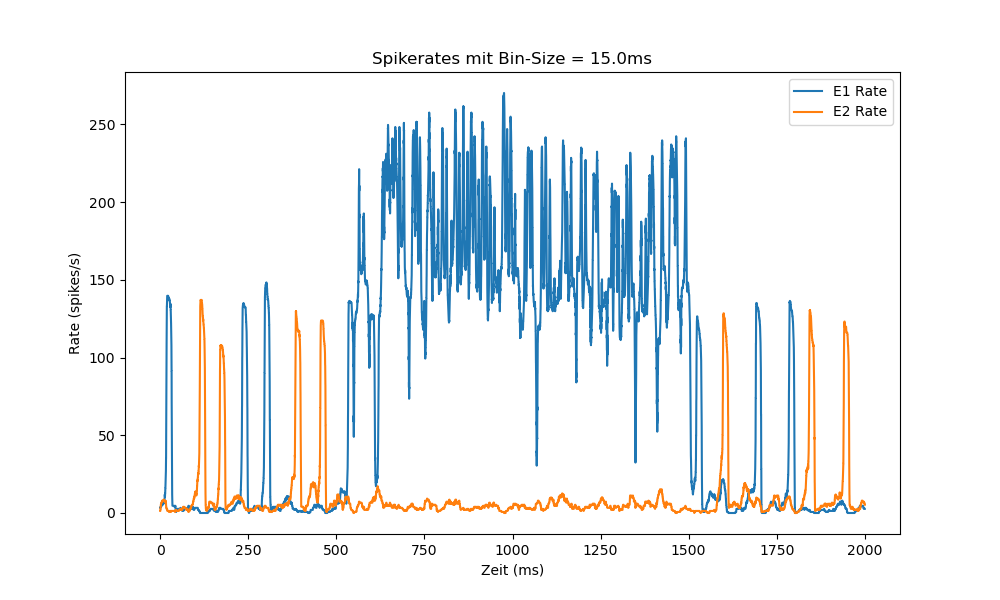 Spikerates mit Bin-Size = 15.0ms
E1 Rate
E2 Rate
250
200
150
100
50
0
Rate (spikes/s)
0 250 500 750 1000 1250 1500 1750 2000
Zeit (ms)